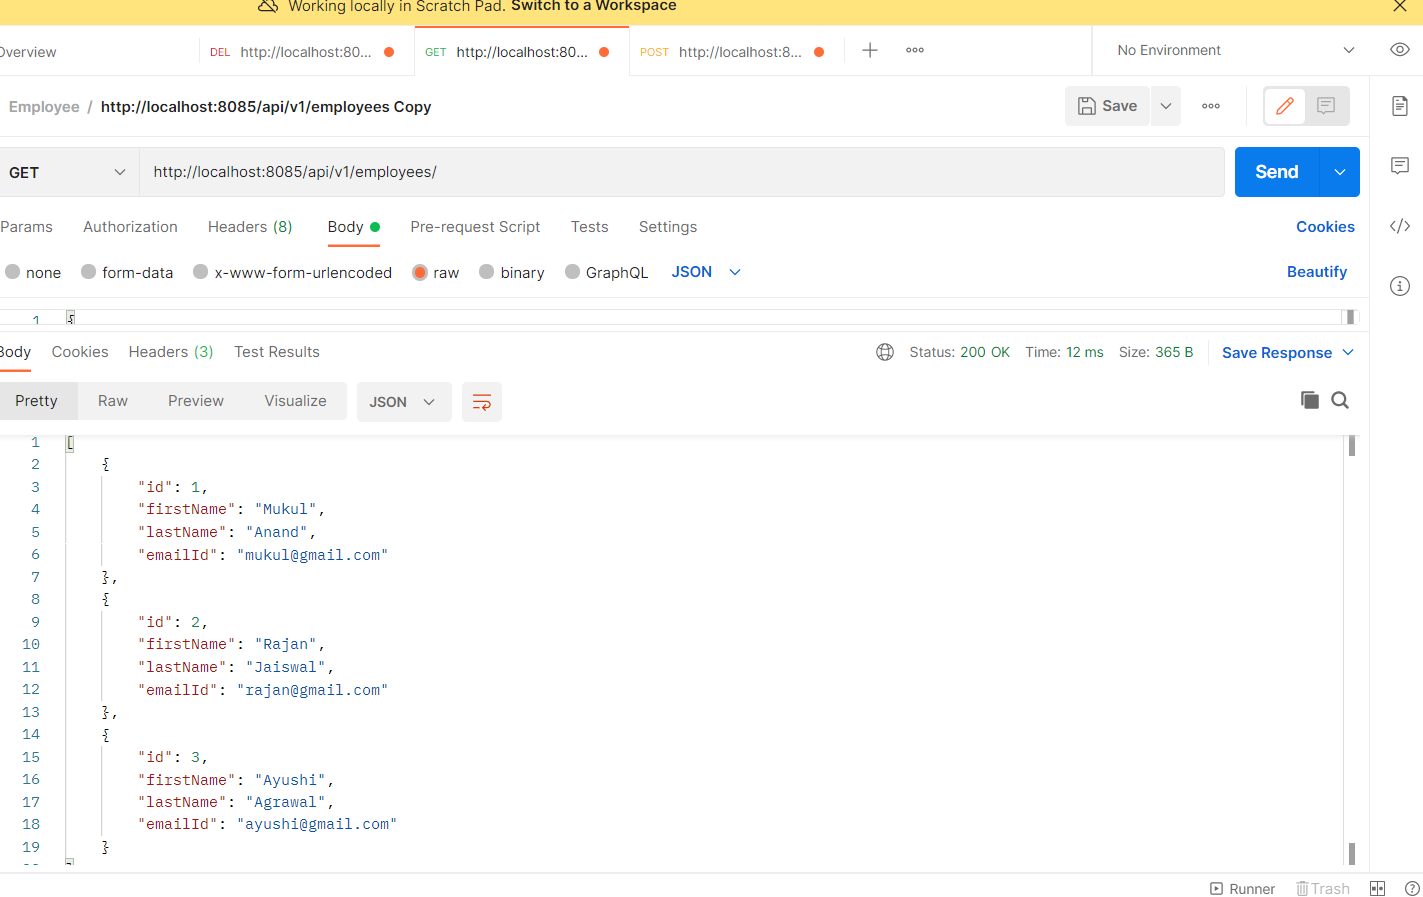 Working locally in Scratch Pad. Switch to a Workspace
Overview
DEL http://localhost:80...
GET http://localhost:80...
POST http://localhost:8...
No Environment
Employee / http://localhost:8085/api/v1/employees Copy
Save
GET
http://localhost:8085/api/v1/employees/
Send
Params Authorization Headers (8) Body Pre-request Script Tests Settings Cookies
none form-data x-www-form-urlencoded raw binary GraphQL JSON Beautify
1 {
Body Cookies Headers (3) Test Results Status: 200 OK Time: 12 ms Size: 365 B Save Response
Pretty Raw Preview Visualize JSON
1 [
2 {
3 "id": 1,
4 "firstName": "Mukul",
5 "lastName": "Anand",
6 "emailId": "mukul@gmail.com"
7 },
8 {
9 "id": 2,
10 "firstName": "Rajan",
11 "lastName": "Jaiswal",
12 "emailId": "rajan@gmail.com"
13 },
14 {
15 "id": 3,
16 "firstName": "Ayushi",
17 "lastName": "Agrawal",
18 "emailId": "ayushi@gmail.com"
19 }
Runner Trash